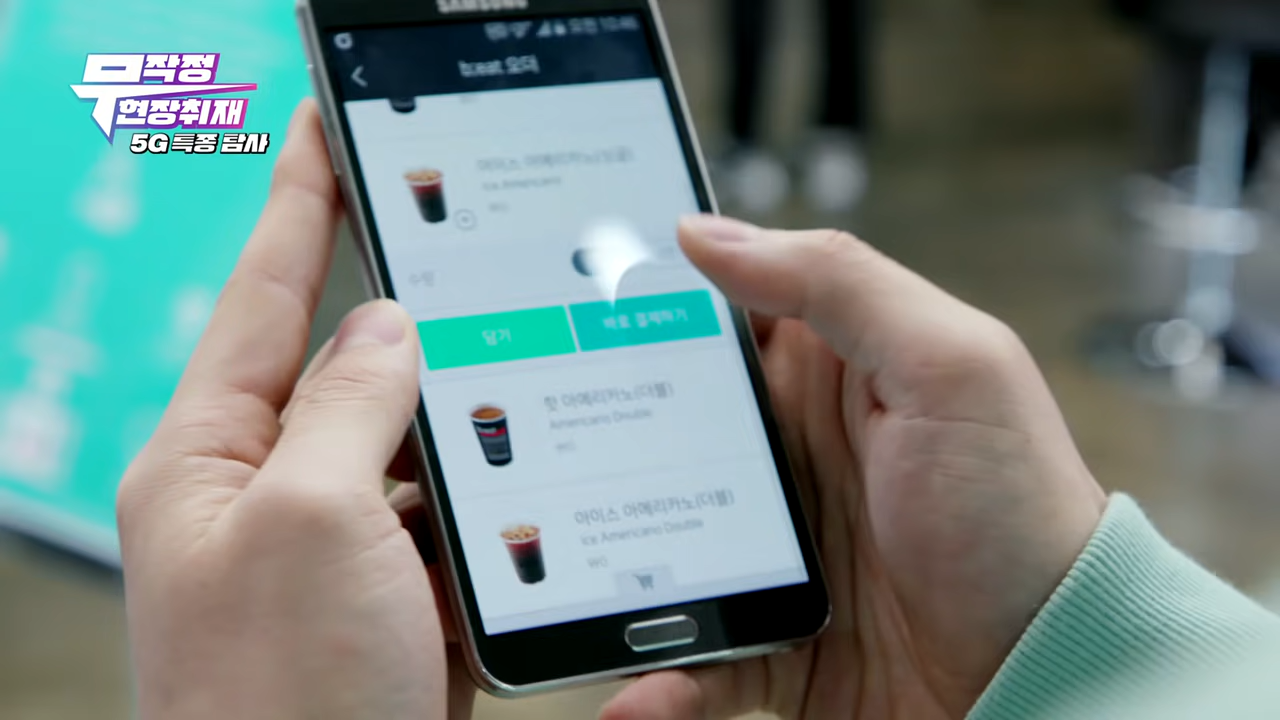 무작정
현장취재
5G 특종 탐사
SAMSUNG
b;eat 오더
아이스 아메리카노(싱글)
Ice Americano
수량
담기
바로 결제하기
핫 아메리카노(더블)
Americano Double
아이스 아메리카노(더블)
Ice Americano Double